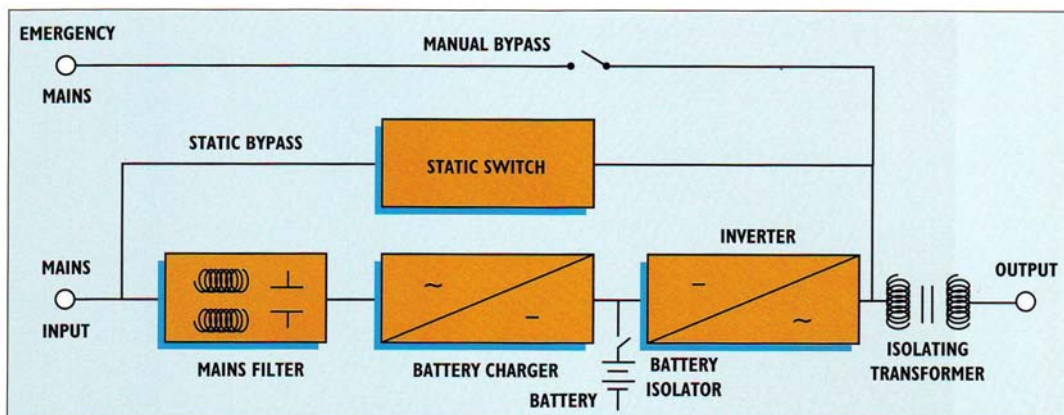 EMERGENCY
MANUAL BYPASS
MAINS
STATIC BYPASS
STATIC SWITCH
INVERTER
MAINS
INPUT
OUTPUT
MAINS FILTER
BATTERY CHARGER
BATTERY
ISOLATOR
BATTERY
ISOLATING
TRANSFORMER